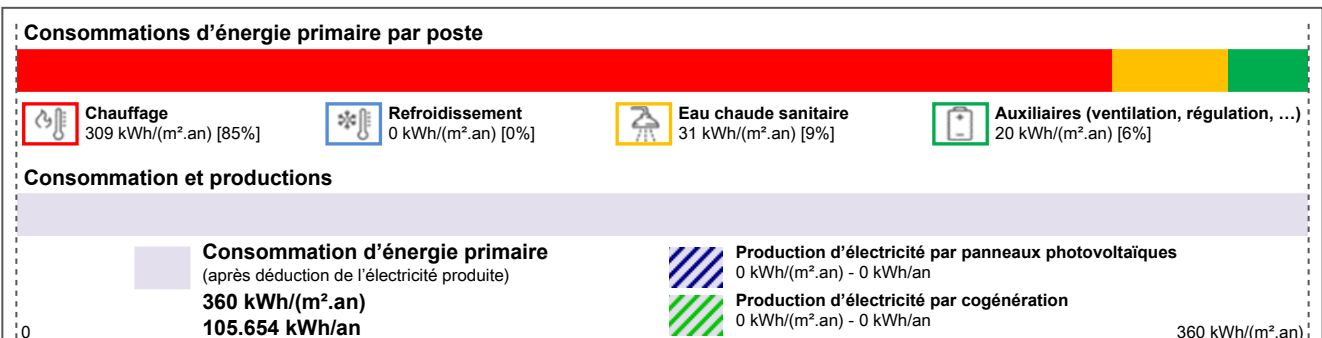 Consommations d’énergie primaire par poste
Chauffage
309 kWh/(m².an) [85%]
Refroidissement
0 kWh/(m².an) [0%]
Eau chaude sanitaire
31 kWh/(m².an) [9%]
Auxiliaires (ventilation, régulation, …)
20 kWh/(m².an) [6%]
Consommation et productions
Consommation d’énergie primaire
(après déduction de l’électricité produite)
360 kWh/(m².an)
105.654 kWh/an
Production d’électricité par panneaux photovoltaïques
0 kWh/(m².an) - 0 kWh/an
Production d’électricité par cogénération
0 kWh/(m².an) - 0 kWh/an
0
360 kWh/(m².an)